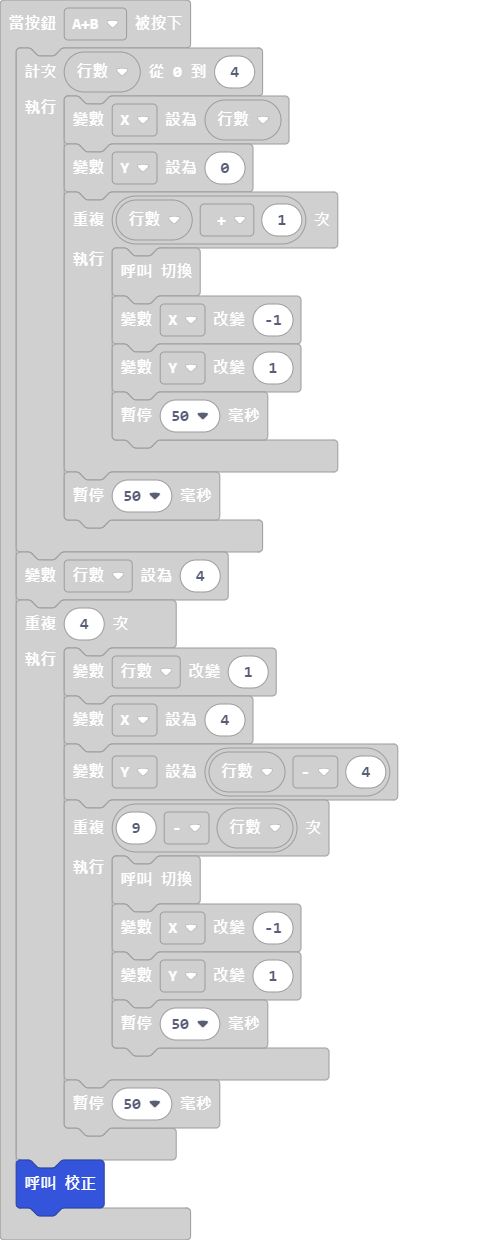 當按鈕 A+B 被按下
計次 行數 從 0 到 4
執行
變數 X 設為 行數
變數 Y 設為 0
重複 行數 + 1 次
執行
呼叫 切換
變數 X 改變 -1
變數 Y 改變 1
暫停 50 毫秒
暫停 50 毫秒
變數 行數 設為 4
重複 4 次
執行
變數 行數 改變 1
變數 X 設為 4
變數 Y 設為 行數 - 4
重複 9 - 行數 次
執行
呼叫 切換
變數 X 改變 -1
變數 Y 改變 1
暫停 50 毫秒
暫停 50 毫秒
呼叫 校正